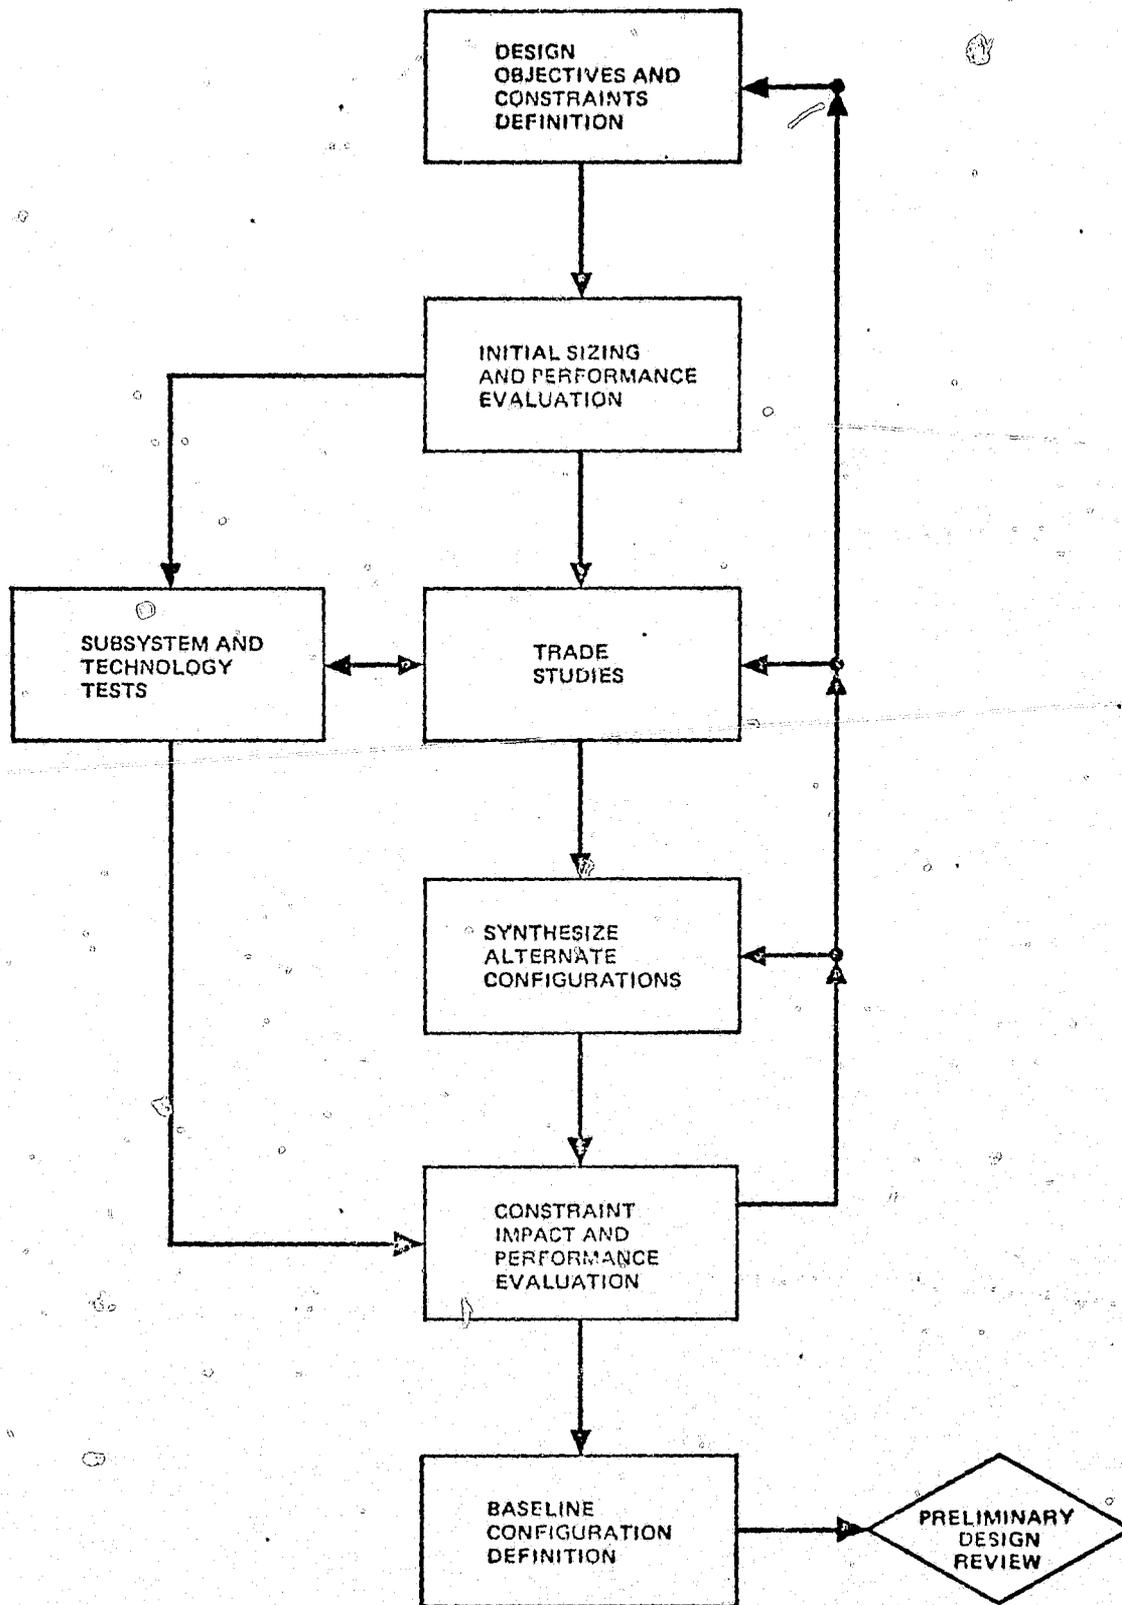 DESIGN
OBJECTIVES AND
CONSTRAINTS
DEFINITION
INITIAL SIZING
AND PERFORMANCE
EVALUATION
SUBSYSTEM AND
TECHNOLOGY
TESTS
TRADE
STUDIES
SYNTHESIZE
ALTERNATE
CONFIGURATIONS
CONSTRAINT
IMPACT AND
PERFORMANCE
EVALUATION
BASELINE
CONFIGURATION
DEFINITION
PRELIMINARY
DESIGN
REVIEW